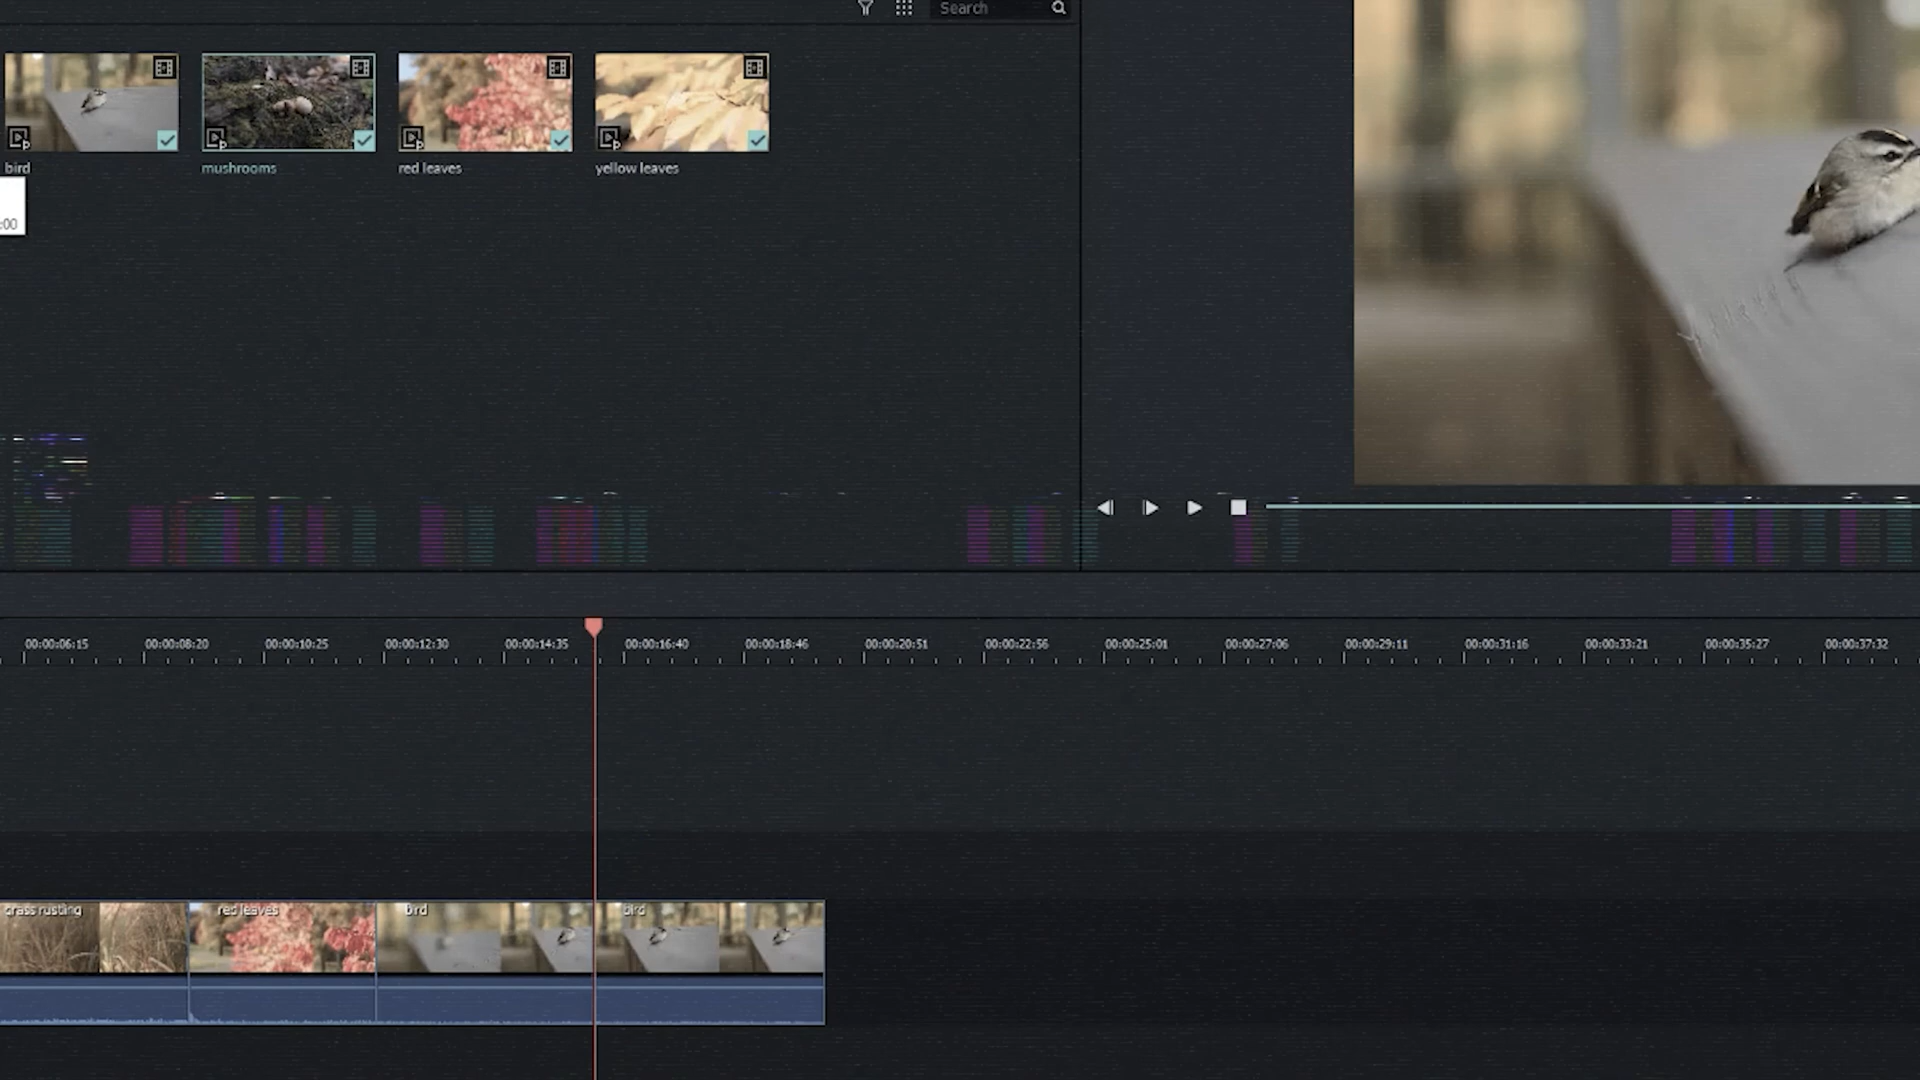 Search
bird
mushrooms
red leaves
yellow leaves
:00
00:00:06:15
00:00:08:20
00:00:10:25
00:00:12:30
00:00:14:35
00:00:16:40
00:00:18:46
00:00:20:51
00:00:22:56
00:00:25:01
00:00:27:06
00:00:29:11
00:00:31:16
00:00:33:21
00:00:35:27
00:00:37:32
grass rusting
red leaves
bird
bird